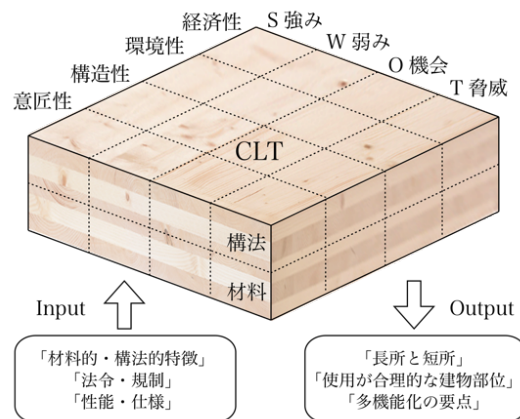 経済性
環境性
構造性
意匠性
S 強み
W 弱み
O 機会
T 脅威
CLT
構法
材料
Input
Output
「材料的・構法的特徴」
「法令・規制」
「性能・仕様」
「長所と短所」
「使用が合理的な建物部位」
「多機能化の要点」